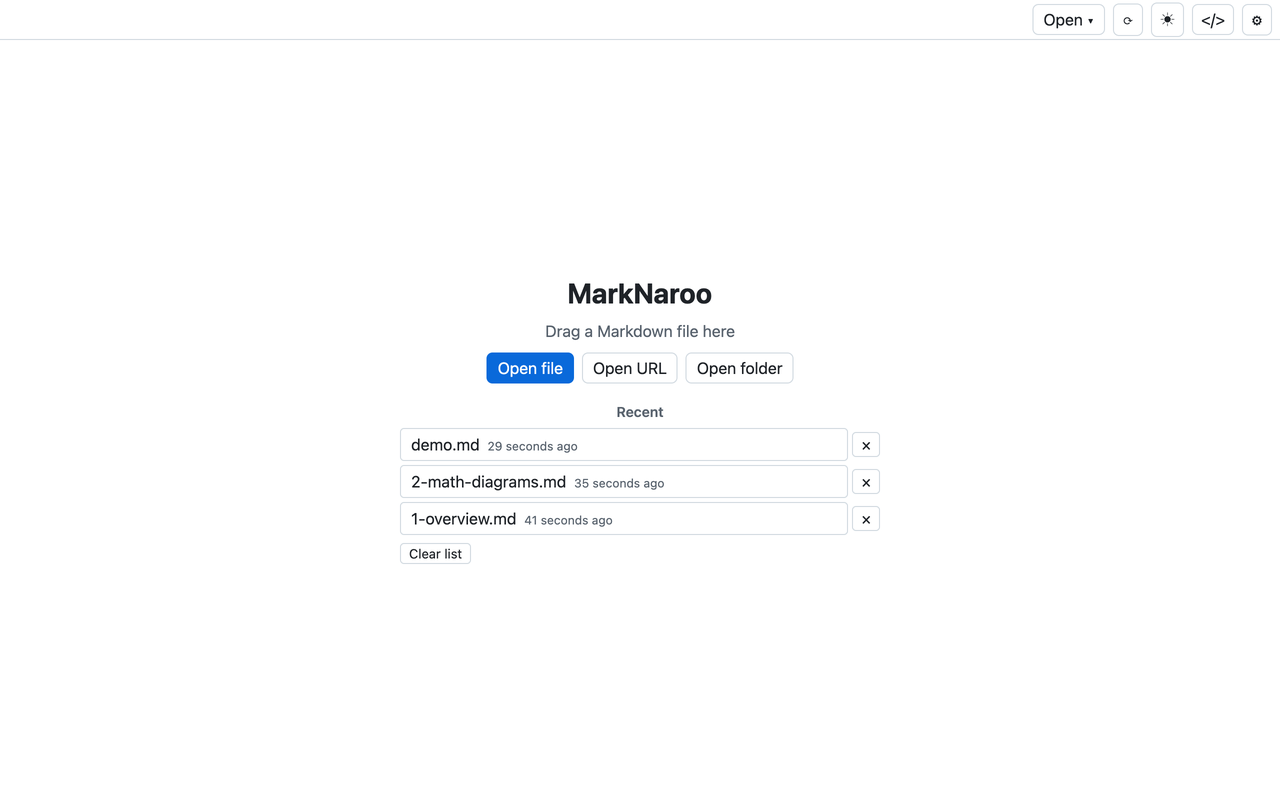 Open ▾ ⟳ ☀ </> ⚙
MarkNaroo
Drag a Markdown file here
Open file Open URL Open folder
Recent
demo.md 29 seconds ago ×
2-math-diagrams.md 35 seconds ago ×
1-overview.md 41 seconds ago ×
Clear list